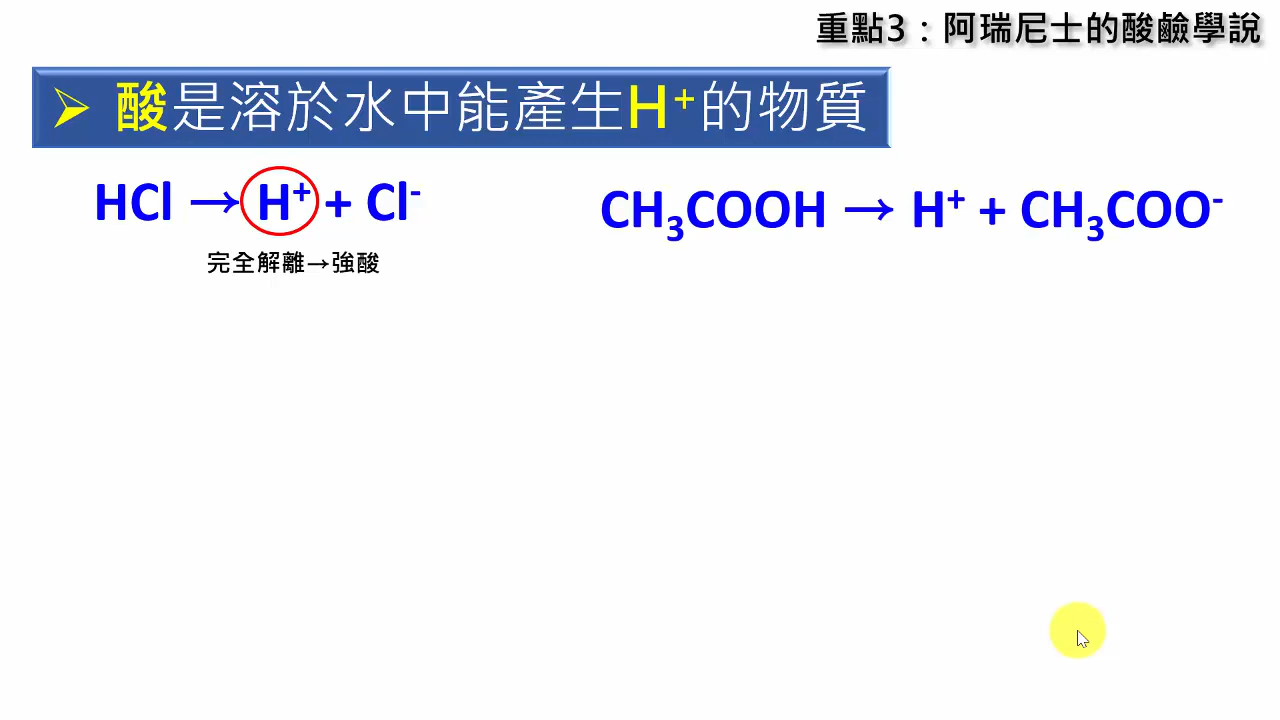 重點3：阿瑞尼士的酸鹼學說
➢ 酸是溶於水中能產生H⁺的物質
HCl → H⁺ + Cl⁻
CH₃COOH → H⁺ + CH₃COO⁻
完全解離→強酸